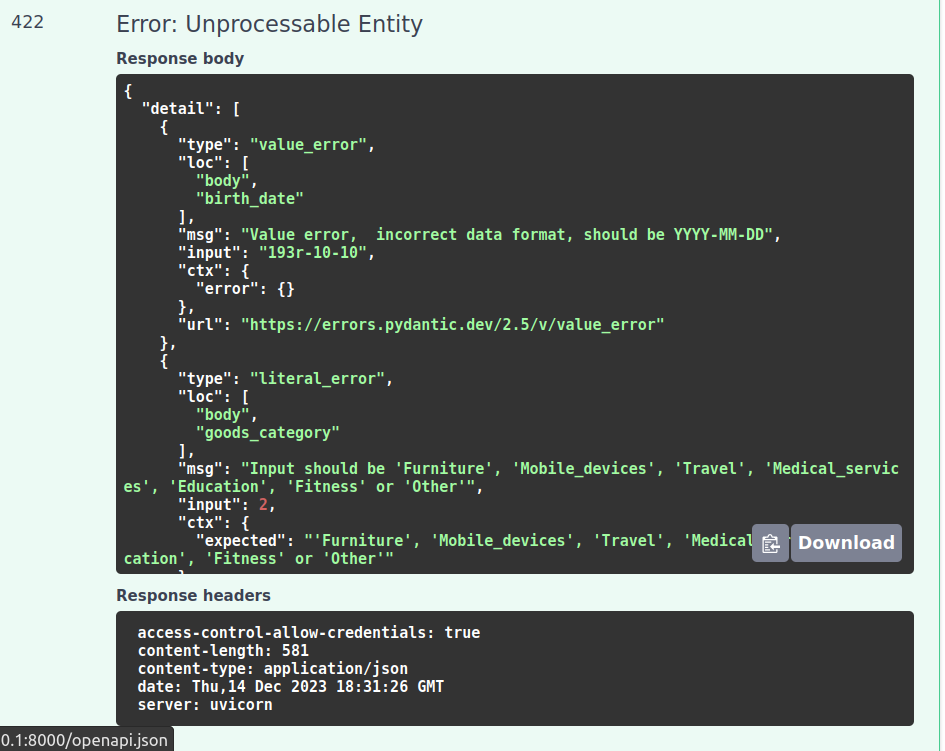 422
Error: Unprocessable Entity
Response body
{
  "detail": [
    {
      "type": "value_error",
      "loc": [
        "body",
        "birth_date"
      ],
      "msg": "Value error,  incorrect data format, should be YYYY-MM-DD",
      "input": "193r-10-10",
      "ctx": {
        "error": {}
      },
      "url": "https://errors.pydantic.dev/2.5/v/value_error"
    },
    {
      "type": "literal_error",
      "loc": [
        "body",
        "goods_category"
      ],
      "msg": "Input should be 'Furniture', 'Mobile_devices', 'Travel', 'Medical_servic
es', 'Education', 'Fitness' or 'Other'",
      "input": 2,
      "ctx": {
        "expected": "'Furniture', 'Mobile_devices', 'Travel', 'Medical
cation', 'Fitness' or 'Other'"
Download
Response headers
access-control-allow-credentials: true
content-length: 581
content-type: application/json
date: Thu,14 Dec 2023 18:31:26 GMT
server: uvicorn
0.1:8000/openapi.json